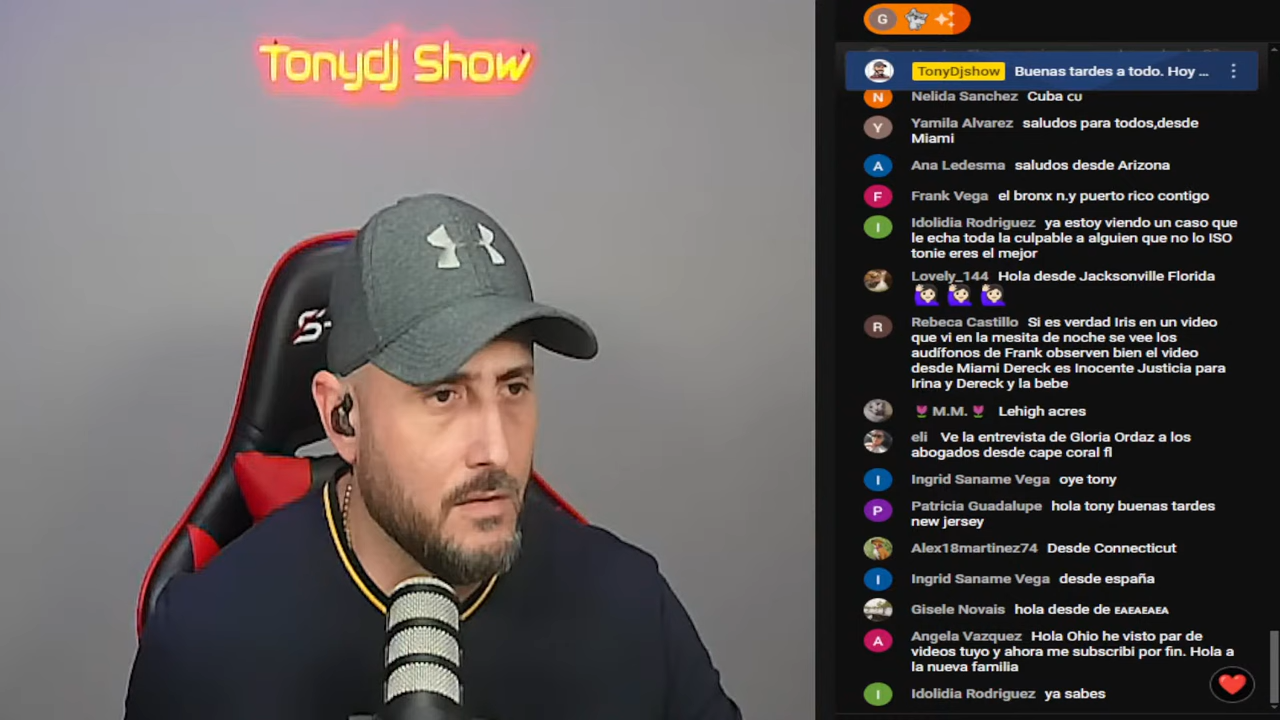 Tonydj Show
S-
G
TonyDjshow Buenas tardes a todo. Hoy ...
N Nelida Sanchez Cuba CU
Y Yamila Alvarez saludos para todos,desde
Miami
A Ana Ledesma saludos desde Arizona
F Frank Vega el bronx n.y puerto rico contigo
I Idolidia Rodriguez ya estoy viendo un caso que
le echa toda la culpable a alguien que no lo ISO
tonie eres el mejor
Lovely_144 Hola desde Jacksonville Florida
🙋🏻‍♀️ 🙋🏻‍♀️ 🙋🏻‍♀️
R Rebeca Castillo Si es verdad Iris en un video
que vi en la mesita de noche se vee los
audífonos de Frank observen bien el video
desde Miami Dereck es Inocente Justicia para
Irina y Dereck y la bebe
🌷 M.M. 🌷 Lehigh acres
eli Ve la entrevista de Gloria Ordaz a los
abogados desde cape coral fl
I Ingrid Saname Vega oye tony
P Patricia Guadalupe hola tony buenas tardes
new jersey
Alex18martinez74 Desde Connecticut
I Ingrid Saname Vega desde españa
Gisele Novais hola desde de EAEAEAEA
A Angela Vazquez Hola Ohio he visto par de
videos tuyo y ahora me subscribi por fin. Hola a
la nueva familia
I Idolidia Rodriguez ya sabes